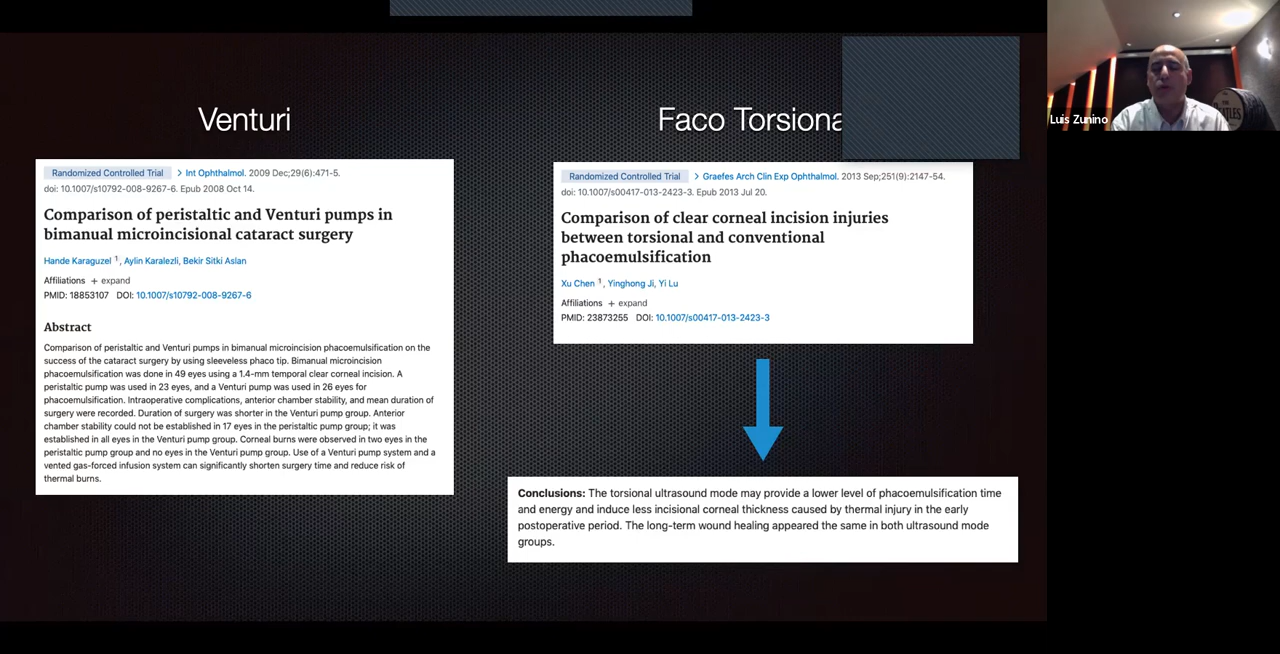 Venturi
Randomized Controlled Trial > Int Ophthalmol. 2009 Dec;29(6):471-5.
doi: 10.1007/s10792-008-9267-6. Epub 2008 Oct 14.
Comparison of peristaltic and Venturi pumps in
bimanual microincisional cataract surgery
Hande Karaguzel 1, Aylin Karalezli, Bekir Sitki Aslan
Affiliations + expand
PMID: 18853107 DOI: 10.1007/s10792-008-9267-6
Abstract
Comparison of peristaltic and Venturi pumps in bimanual microincision phacoemulsification on the
success of the cataract surgery by using sleeveless phaco tip. Bimanual microincision
phacoemulsification was done in 49 eyes using a 1.4-mm temporal clear corneal incision. A
peristaltic pump was used in 23 eyes, and a Venturi pump was used in 26 eyes for
phacoemulsification. Intraoperative complications, anterior chamber stability, and mean duration of
surgery were recorded. Duration of surgery was shorter in the Venturi pump group. Anterior
chamber stability could not be established in 17 eyes in the peristaltic pump group; it was
established in all eyes in the Venturi pump group. Corneal burns were observed in two eyes in the
peristaltic pump group and no eyes in the Venturi pump group. Use of a Venturi pump system and a
vented gas-forced infusion system can significantly shorten surgery time and reduce risk of
thermal burns.
Faco Torsiona
Randomized Controlled Trial > Graefes Arch Clin Exp Ophthalmol. 2013 Sep;251(9):2147-54.
doi: 10.1007/s00417-013-2423-3. Epub 2013 Jul 20.
Comparison of clear corneal incision injuries
between torsional and conventional
phacoemulsification
Xu Chen 1, Yinghong Ji, Yi Lu
Affiliations + expand
PMID: 23873255 DOI: 10.1007/s00417-013-2423-3
Conclusions: The torsional ultrasound mode may provide a lower level of phacoemulsification time
and energy and induce less incisional corneal thickness caused by thermal injury in the early
postoperative period. The long-term wound healing appeared the same in both ultrasound mode
groups.
Luis Zunino